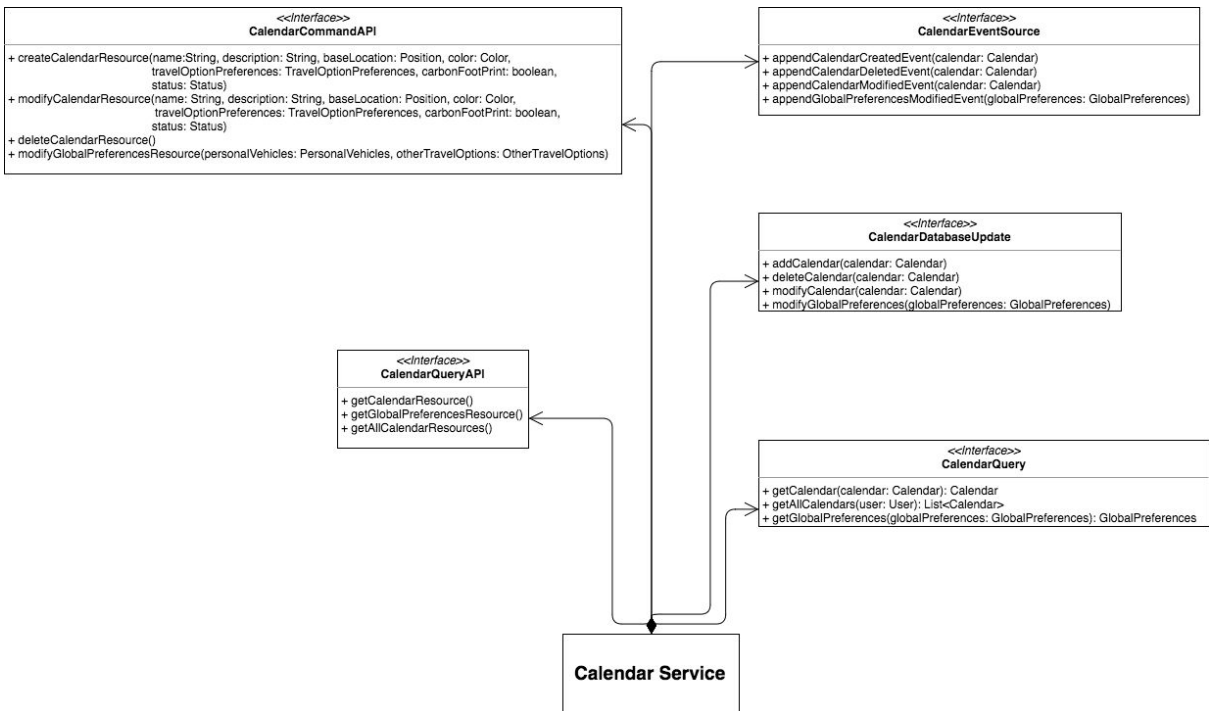 <<Interface>>
CalendarCommandAPI
+ createCalendarResource(name:String, description: String, baseLocation: Position, color: Color,
travelOptionPreferences: TravelOptionPreferences, carbonFootPrint: boolean,
status: Status)
+ modifyCalendarResource(name: String, description: String, baseLocation: Position, color: Color,
travelOptionPreferences: TravelOptionPreferences, carbonFootPrint: boolean,
status: Status)
+ deleteCalendarResource()
+ modifyGlobalPreferencesResource(personalVehicles: PersonalVehicles, otherTravelOptions: OtherTravelOptions)
<<Interface>>
CalendarEventSource
+ appendCalendarCreatedEvent(calendar: Calendar)
+ appendCalendarDeletedEvent(calendar: Calendar)
+ appendCalendarModifiedEvent(calendar: Calendar)
+ appendGlobalPreferencesModifiedEvent(globalPreferences: GlobalPreferences)
<<Interface>>
CalendarDatabaseUpdate
+ addCalendar(calendar: Calendar)
+ deleteCalendar(calendar: Calendar)
+ modifyCalendar(calendar: Calendar)
+ modifyGlobalPreferences(globalPreferences: GlobalPreferences)
<<Interface>>
CalendarQueryAPI
+ getCalendarResource()
+ getGlobalPreferencesResource()
+ getAllCalendarResources()
<<Interface>>
CalendarQuery
+ getCalendar(calendar: Calendar): Calendar
+ getAllCalendars(user: User): List<Calendar>
+ getGlobalPreferences(globalPreferences: GlobalPreferences): GlobalPreferences
Calendar Service